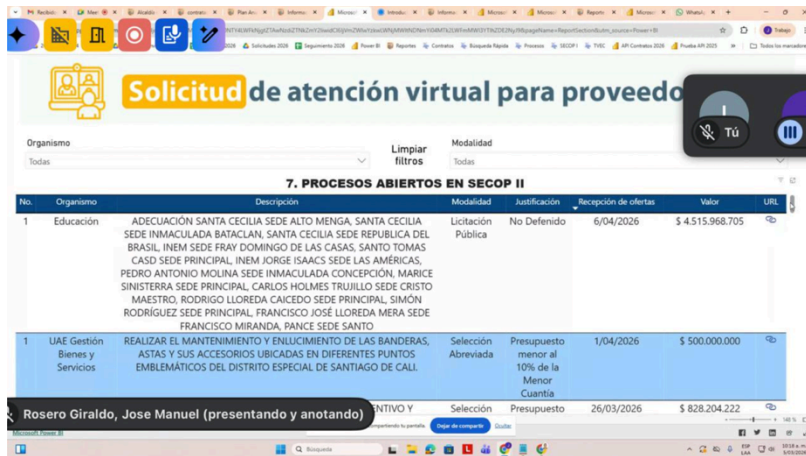 Solicitud de atención virtual para proveedo
Tú
Organismo
Todas
Limpiar
filtros
Modalidad
Todas
7. PROCESOS ABIERTOS EN SECOP II
No. Organismo Descripción Modalidad Justificación Recepción de ofertas Valor URL
1 Educación ADECUACIÓN SANTA CECILIA SEDE ALTO MENGA, SANTA CECILIA Licitación No Defenido 6/04/2026 $ 4.515.968.705
SEDE INMACULADA BATACLAN, SANTA CECILIA SEDE REPUBLICA DEL Pública
BRASIL, INEM SEDE FRAY DOMINGO DE LAS CASAS, SANTO TOMAS
CASD SEDE PRINCIPAL, INEM JORGE ISAACS SEDE LAS AMÉRICAS,
PEDRO ANTONIO MOLINA SEDE INMACULADA CONCEPCIÓN, MARICE
SINISTERRA SEDE PRINCIPAL, CARLOS HOLMES TRUJILLO SEDE CRISTO
MAESTRO, RODRIGO LLOREDA CAICEDO SEDE PRINCIPAL, SIMÓN
RODRÍGUEZ SEDE PRINCIPAL, FRANCISCO JOSÉ LLOREDA MERA SEDE
FRANCISCO MIRANDA, PANCE SEDE SANTO
1 UAE Gestión REALIZAR EL MANTENIMIENTO Y ENLUCIMIENTO DE LAS BANDERAS, Selección Presupuesto 1/04/2026 $ 500.000.000
Bienes y ASTAS Y SUS ACCESORIOS UBICADAS EN DIFERENTES PUNTOS Abreviada menor al
Servicios EMBLEMÁTICOS DEL DISTRITO ESPECIAL DE SANTIAGO DE CALI. 10% de la
Menor
Cuantía
ENTIVO Y Selección Presupuesto 26/03/2026 $ 828.204.222
Rosero Giraldo, Jose Manuel (presentando y anotando)
Dejar de compartir
Microsoft Power BI
Búsqueda